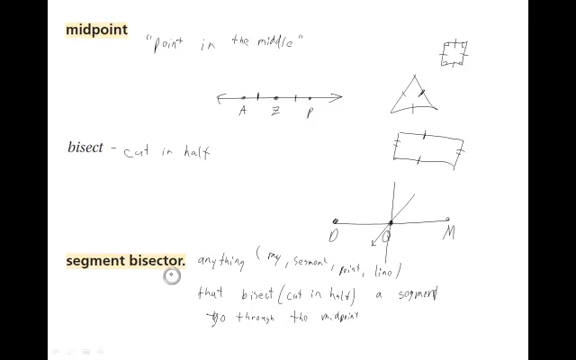 midpoint
"point in the middle"
A Z P
bisect - cut in half
D O M
segment bisector. anything (ray, segment, point, line)
that bisect (cut in half) a segment
go through the midpoint